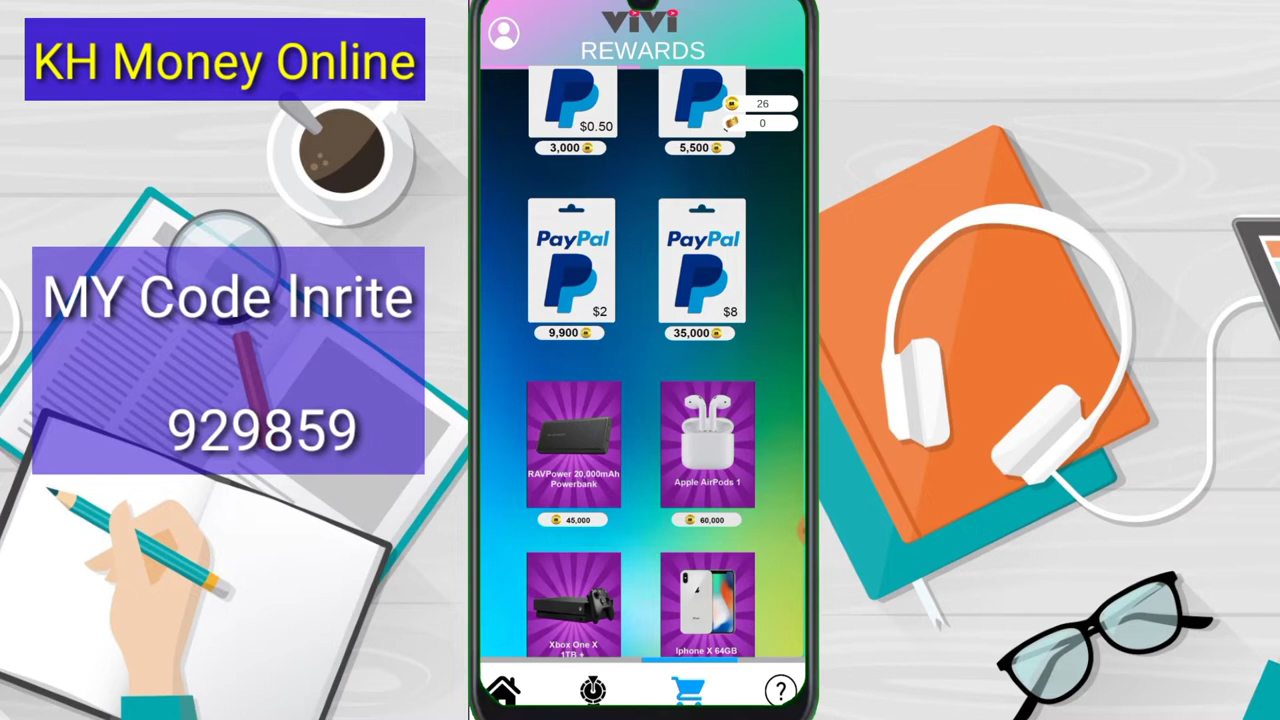 KH Money Online
MY Code lnrite
929859
ViVi
REWARDS
26
0
$0.50
3,000
5,500
PayPal
$2
9,900
PayPal
$8
35,000
RAVPower 20,000mAh
Powerbank
45,000
Apple AirPods 1
60,000
Xbox One X
1TB +
Iphone X 64GB
?